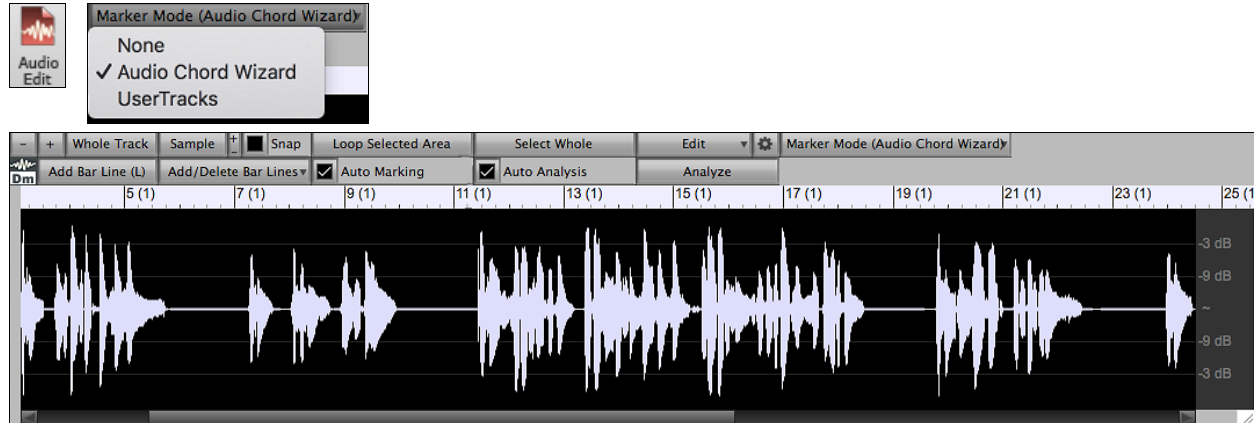 Marker Mode (Audio Chord Wizard)
None
✓ Audio Chord Wizard
UserTracks
Audio
Edit
- + Whole Track Sample + - Snap Loop Selected Area Select Whole Edit Marker Mode (Audio Chord Wizard)
Dm Add Bar Line (L) Add/Delete Bar Lines Auto Marking Auto Analysis Analyze
5 (1) 7 (1) 9 (1) 11 (1) 13 (1) 15 (1) 17 (1) 19 (1) 21 (1) 23 (1) 25 (1
-3 dB
-9 dB
~
-9 dB
-3 dB